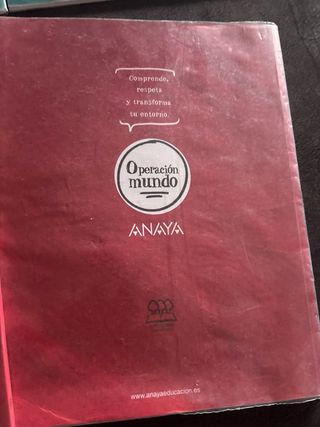 Comprende,
respeta
y transforma
tu entorno.
Operación
mundo
ANAYA
www.anayaeducacion.es